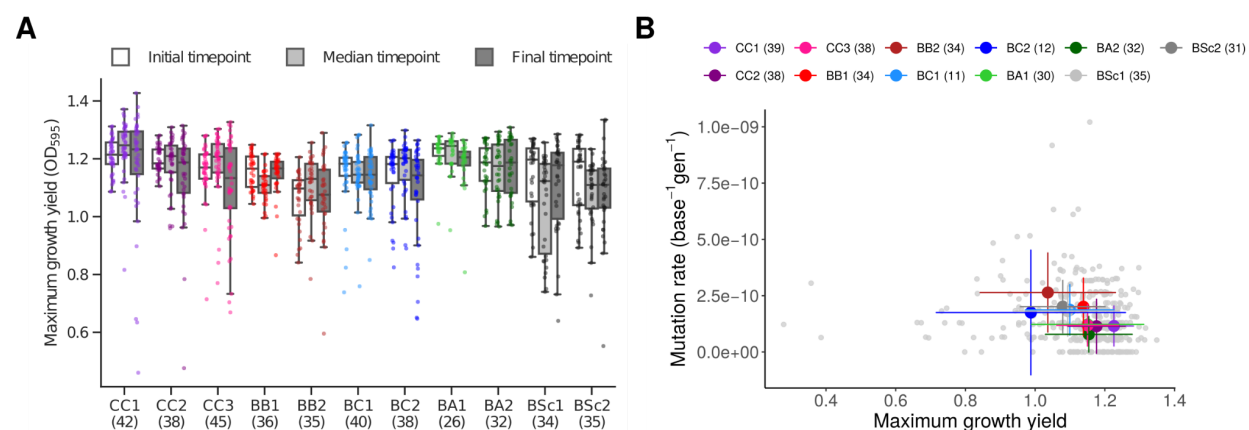 A
Initial timepoint
Median timepoint
Final timepoint
Maximum growth yield (OD595)
1.4
1.2
1.0
0.8
0.6
CC1 CC2 CC3 BB1 BB2 BC1 BC2 BA1 BA2 BSc1 BSc2
(42) (38) (45) (36) (35) (40) (38) (26) (32) (34) (35)
B
CC1 (39) CC3 (38) BB2 (34) BC2 (12) BA2 (32) BSc2 (31)
CC2 (38) BB1 (34) BC1 (11) BA1 (30) BSc1 (35)
Mutation rate (base⁻¹gen⁻¹)
1.0e−09
7.5e−10
5.0e−10
2.5e−10
0.0e+00
0.4 0.6 0.8 1.0 1.2 1.4
Maximum growth yield